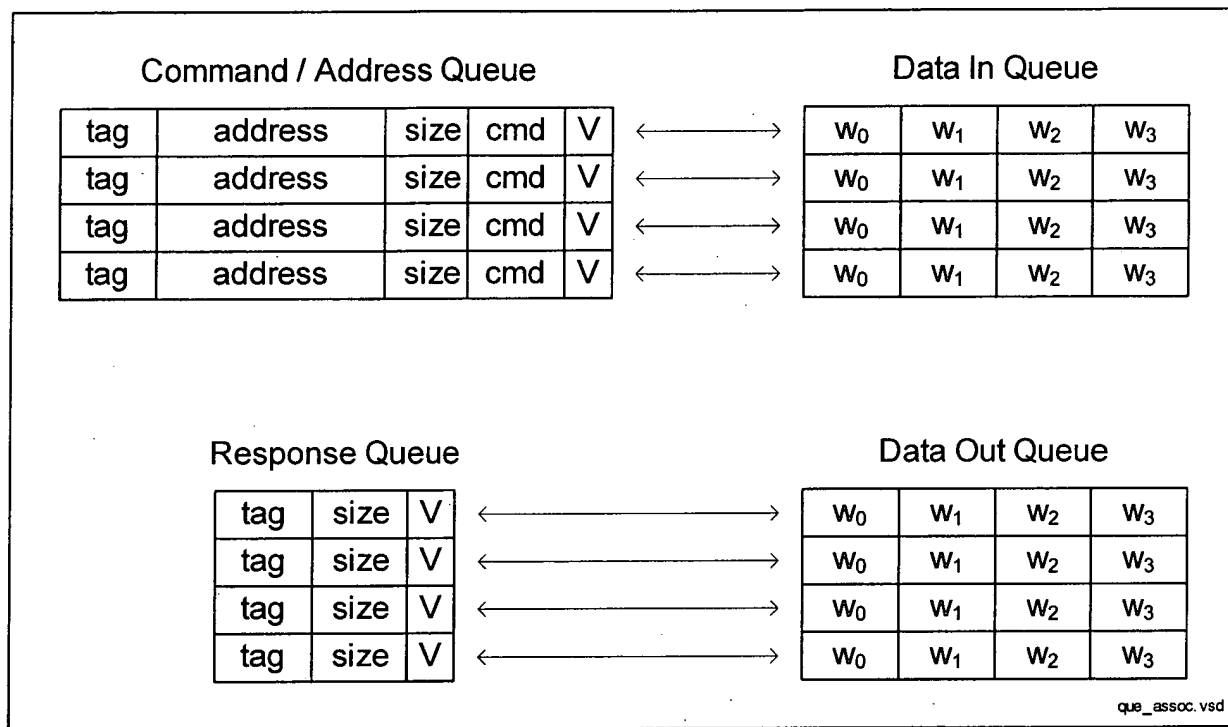 Command / Address Queue
Data In Queue
tag address size cmd V w0 w1 w2 w3
tag address size cmd V w0 w1 w2 w3
tag address size cmd V w0 w1 w2 w3
tag address size cmd V w0 w1 w2 w3
Response Queue
Data Out Queue
tag size V w0 w1 w2 w3
tag size V w0 w1 w2 w3
tag size V w0 w1 w2 w3
tag size V w0 w1 w2 w3
que_assoc.vsd